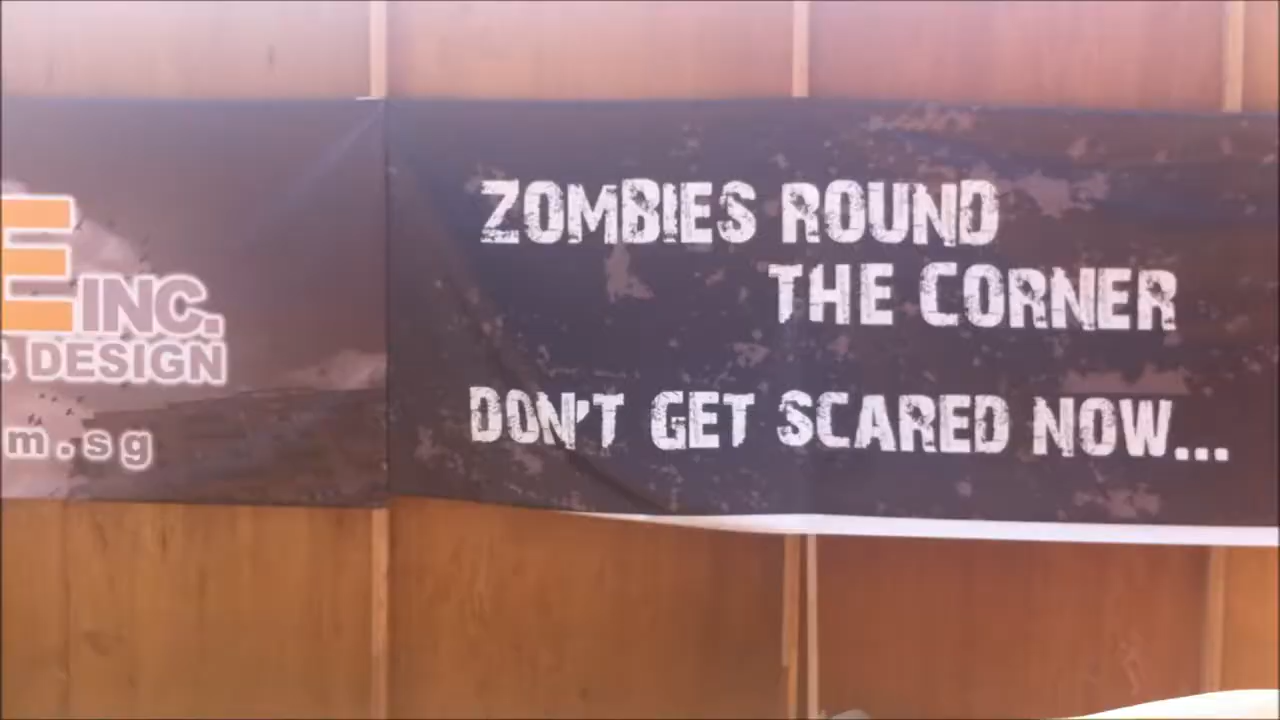 E INC.
& DESIGN
m.sg
ZOMBIES ROUND
THE CORNER
DON'T GET SCARED NOW...